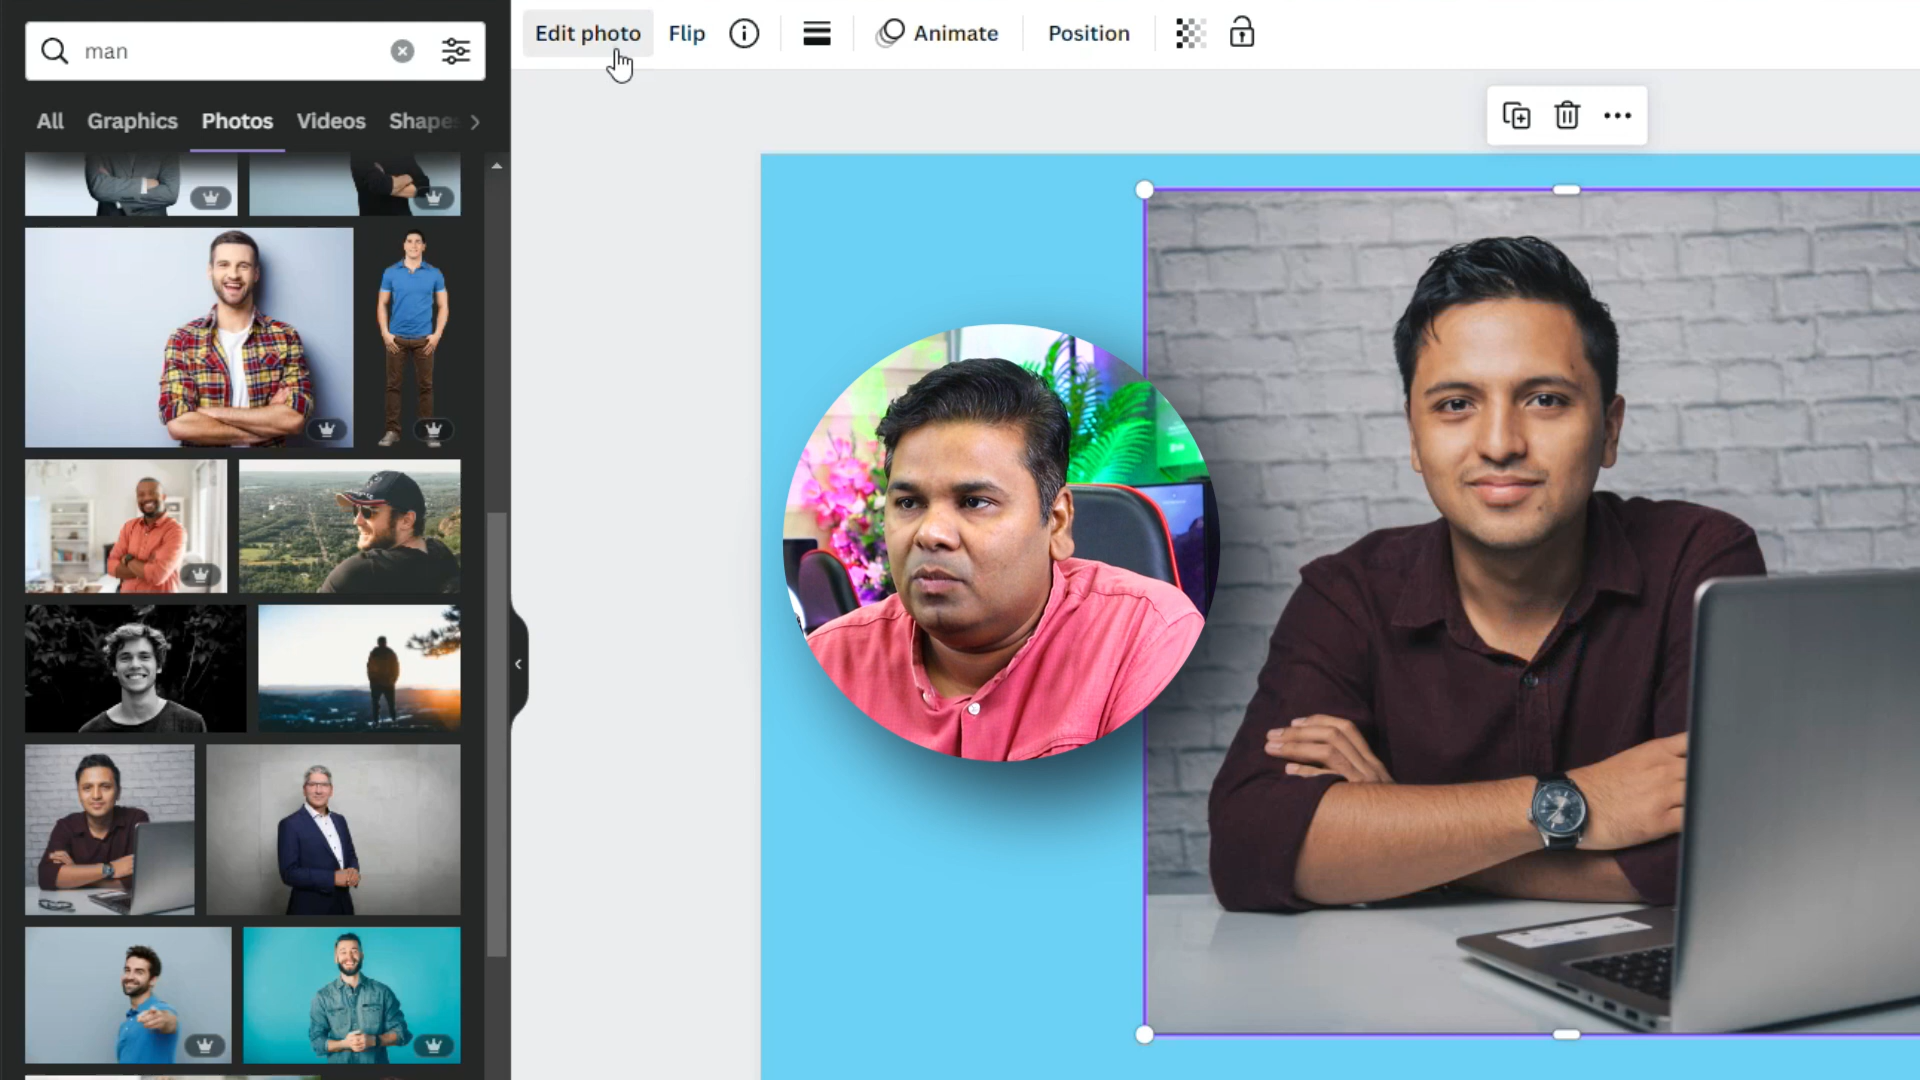 man
Edit photo
Flip
Animate
Position
All
Graphics
Photos
Videos
Shape